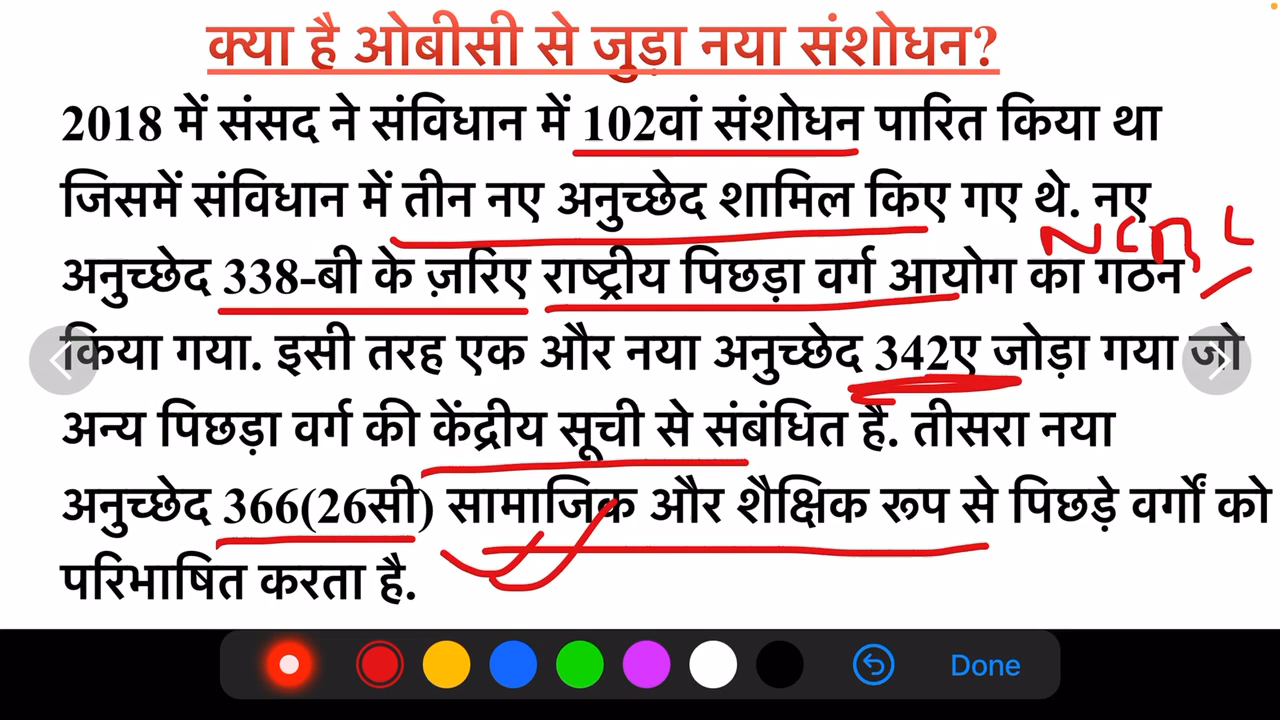 क्या है ओबीसी से जुड़ा नया संशोधन?
2018 में संसद ने संविधान में 102वां संशोधन पारित किया था
जिसमें संविधान में तीन नए अनुच्छेद शामिल किए गए थे. नए
अनुच्छेद 338-बी के ज़रिए राष्ट्रीय पिछड़ा वर्ग आयोग का गठन
किया गया. इसी तरह एक और नया अनुच्छेद 342ए जोड़ा गया जो
अन्य पिछड़ा वर्ग की केंद्रीय सूची से संबंधित है. तीसरा नया
अनुच्छेद 366(26सी) सामाजिक और शैक्षिक रूप से पिछड़े वर्गों को
परिभाषित करता है.
Done